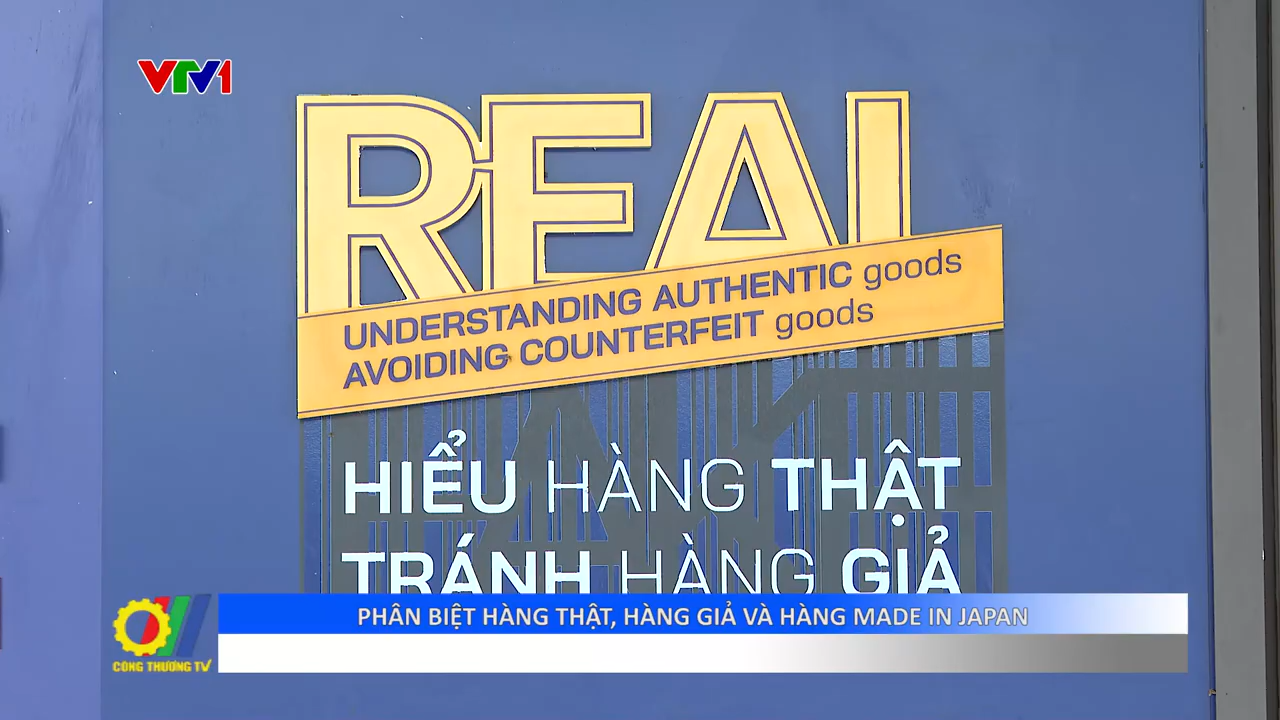 VTV1
REAL
UNDERSTANDING AUTHENTIC goods
AVOIDING COUNTERFEIT goods
HIỂU HÀNG THẬT
TRÁNH HÀNG GIẢ
PHÂN BIỆT HÀNG THẬT, HÀNG GIẢ VÀ HÀNG MADE IN JAPAN
CÔNG THƯƠNG TV